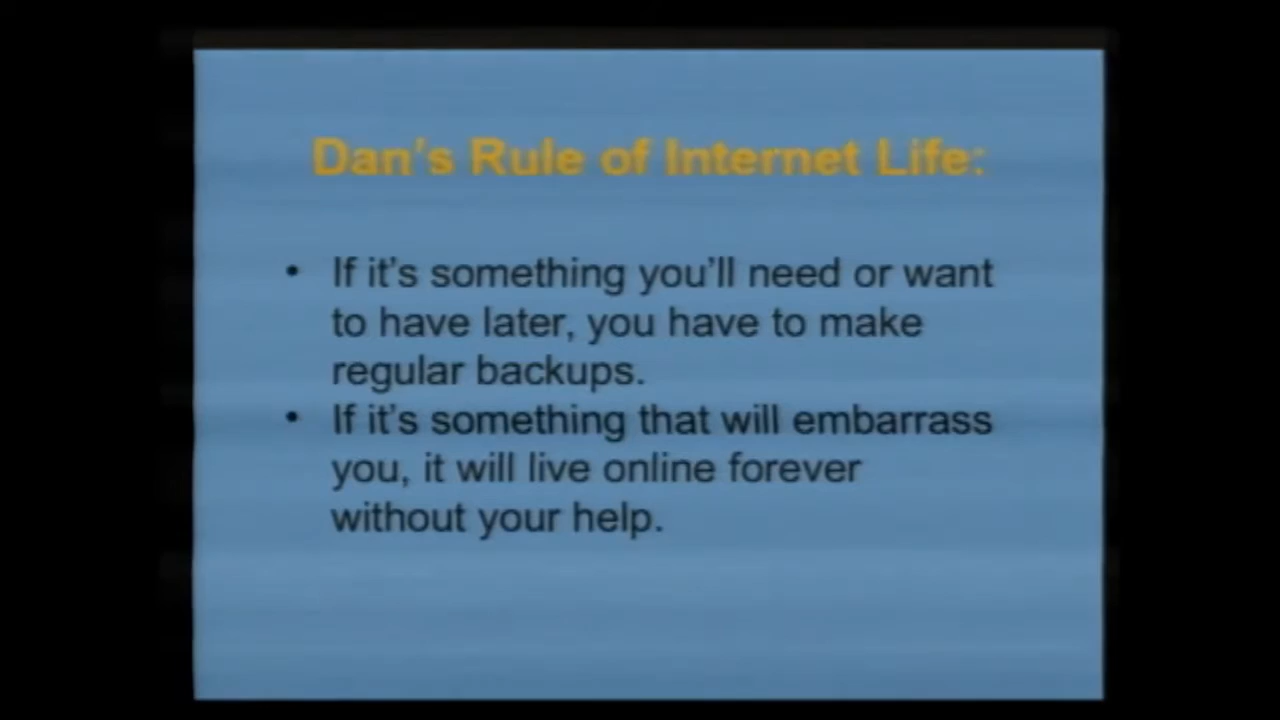 Dan's Rule of Internet Life:
• If it's something you'll need or want
to have later, you have to make
regular backups.
• If it's something that will embarrass
you, it will live online forever
without your help.